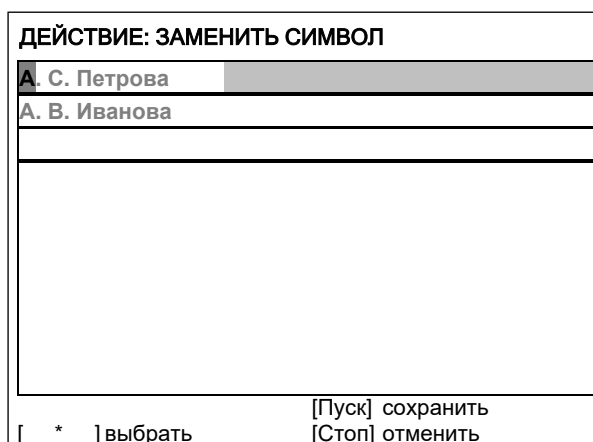 ДЕЙСТВИЕ: ЗАМЕНИТЬ СИМВОЛ
А. С. Петрова
А. В. Иванова
[Пуск] сохранить
[ * ] выбрать [Стоп] отменить